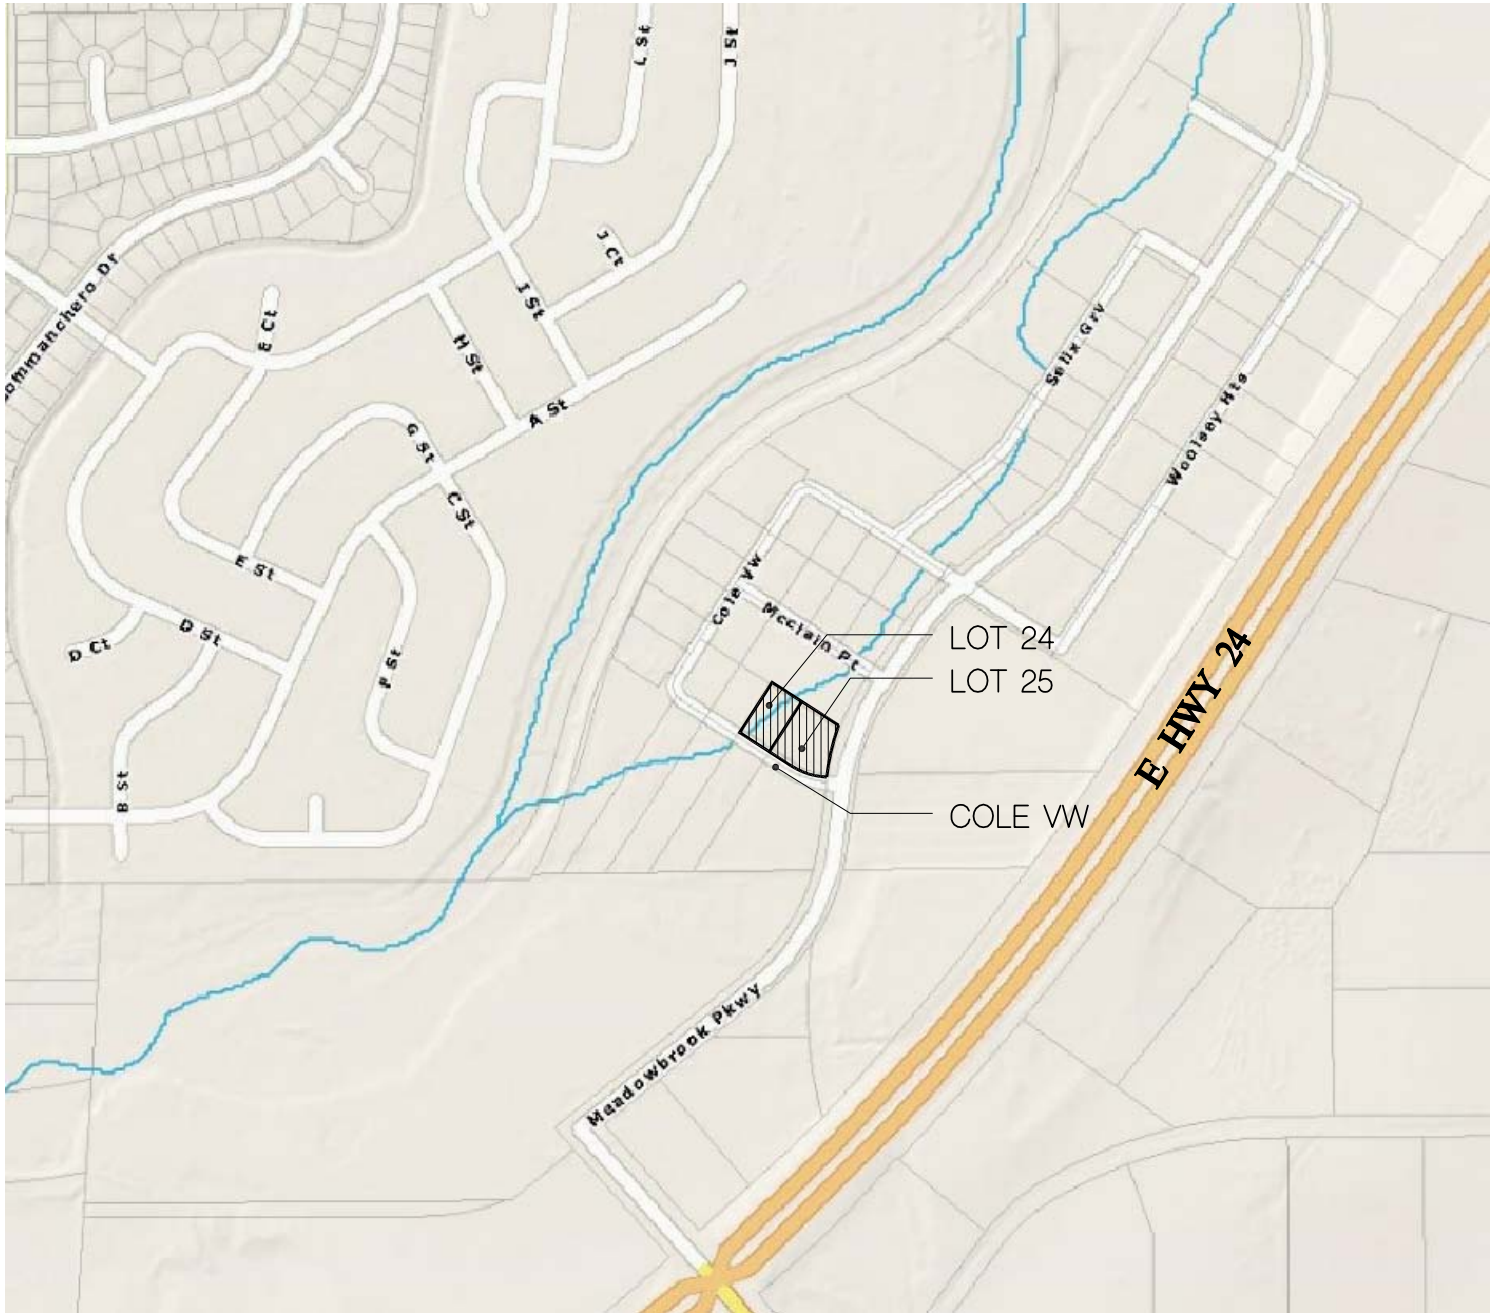 L St
J St
J Ct
Commanchero Dr
E Ct
I St
H St
Selix Grv
Woolsey Hts
A St
G St
C St
E St
Cole Vw
Mcclain Pt
D St
D Ct
F St
LOT 24
LOT 25
E HWY 24
B St
COLE VW
Meadowbrook Pkwy